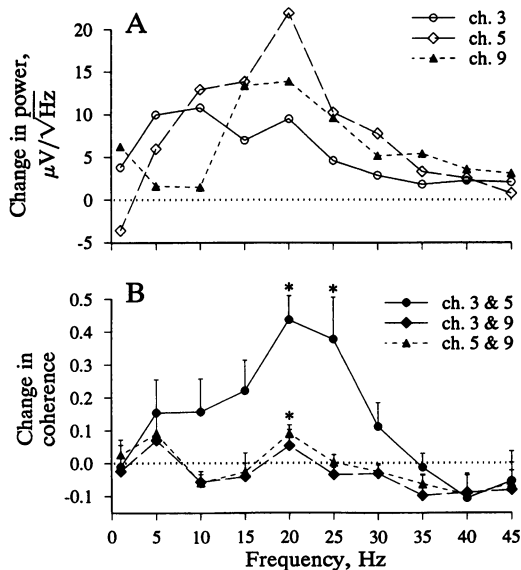 A
ch. 3
ch. 5
ch. 9
Change in power,
μV/√Hz
20
15
10
5
0
-5
B
ch. 3 & 5
ch. 3 & 9
ch. 5 & 9
Change in
coherence
0.5
0.4
0.3
0.2
0.1
0.0
-0.1
* *
*
0 5 10 15 20 25 30 35 40 45
Frequency, Hz